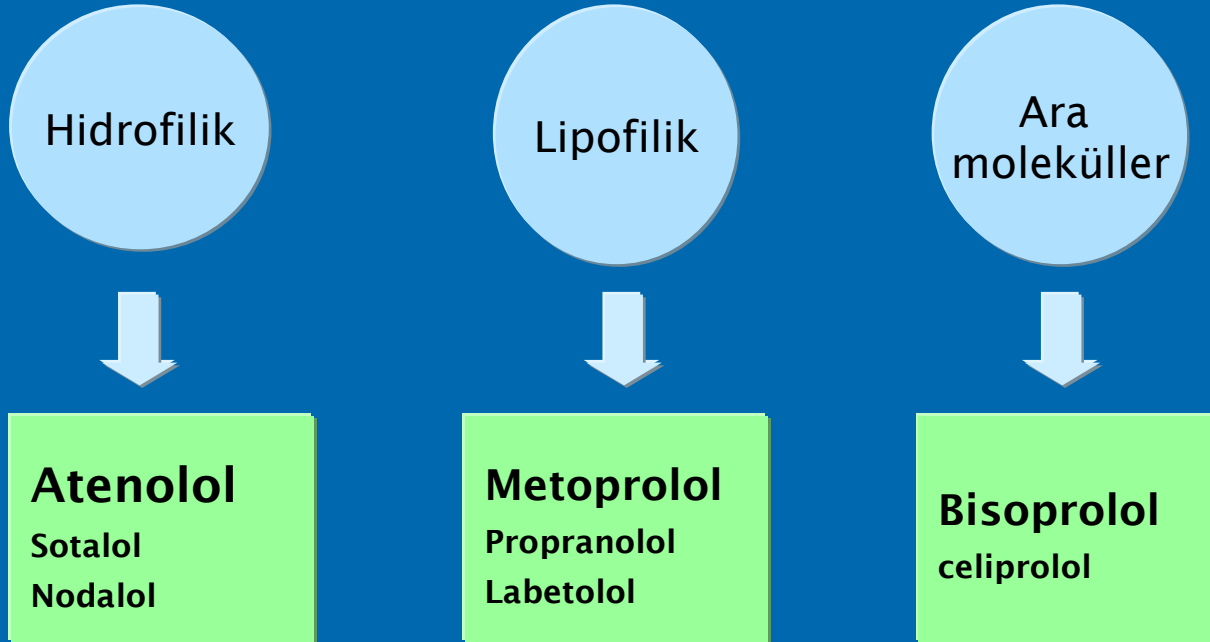 Hidrofilik
Lipofilik
Ara
moleküller
Atenolol
Sotalol
Nodalol
Metoprolol
Propranolol
Labetolol
Bisoprolol
celiprolol